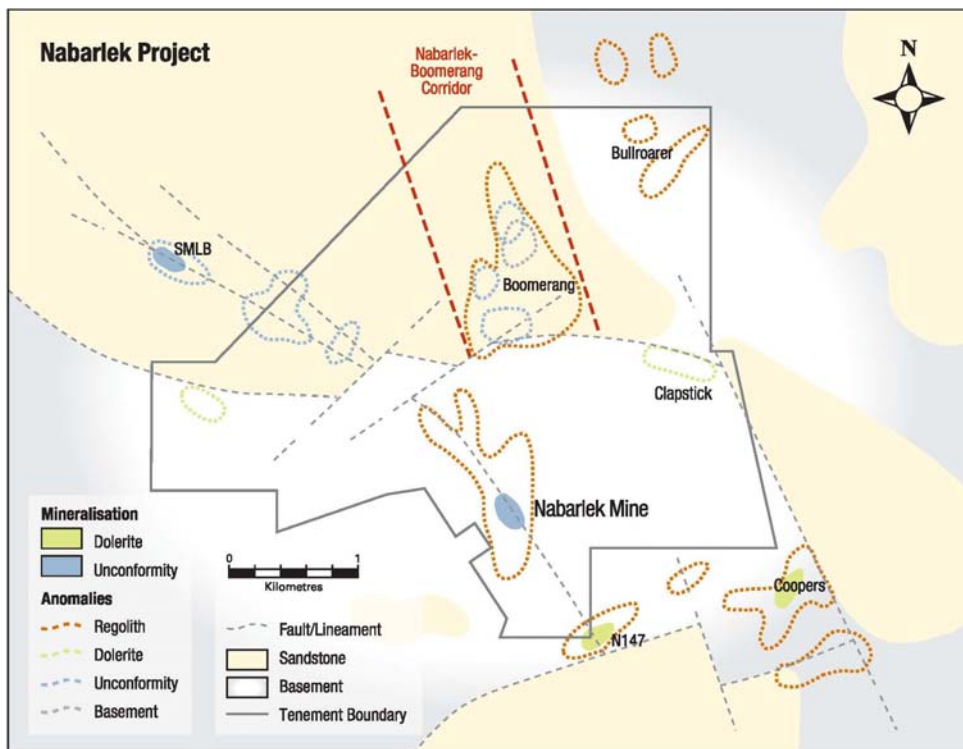 Nabarlek Project
Nabarlek-
Boomerang
Corridor
N
Bullroarer
SMLB
Boomerang
Clapstick
Nabarlek Mine
Coopers
N147
Mineralisation
Dolerite
Unconformity
Anomalies
Regolith
Dolerite
Unconformity
Basement
0 1
Kilometres
Fault/Lineament
Sandstone
Basement
Tenement Boundary